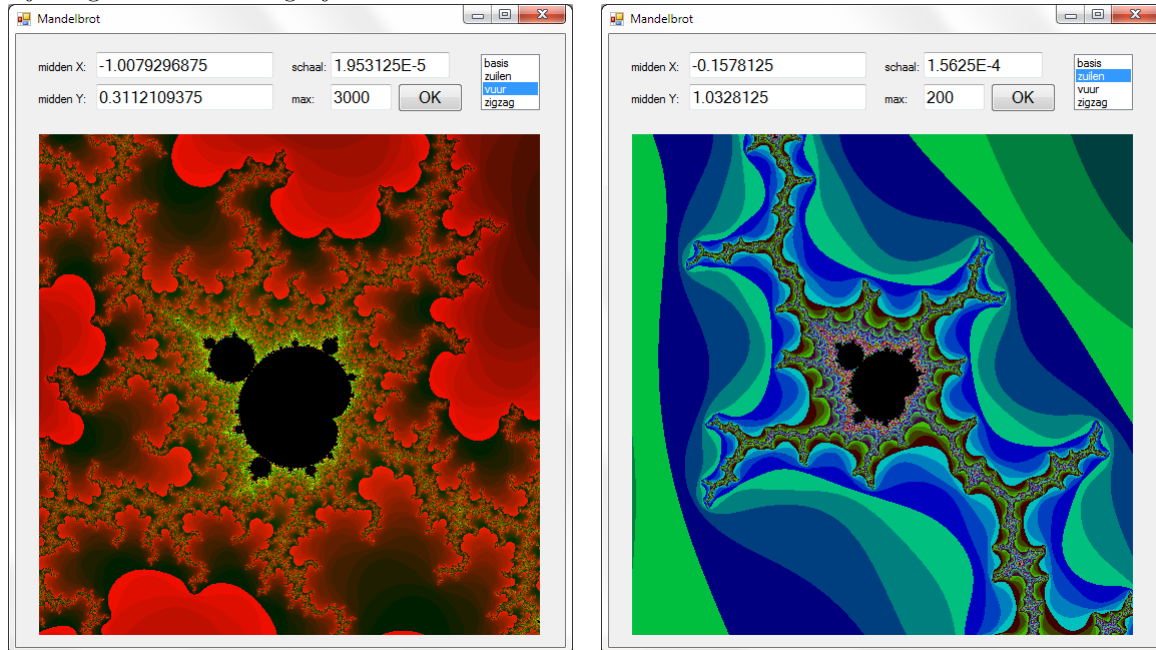 Mandelbrot
midden X: -1.0079296875 schaal: 1.953125E-5
midden Y: 0.3112109375 max: 3000 OK
basis
zuilen
vuur
zigzag
Mandelbrot
midden X: -0.1578125 schaal: 1.5625E-4
midden Y: 1.0328125 max: 200 OK
basis
zuilen
vuur
zigzag